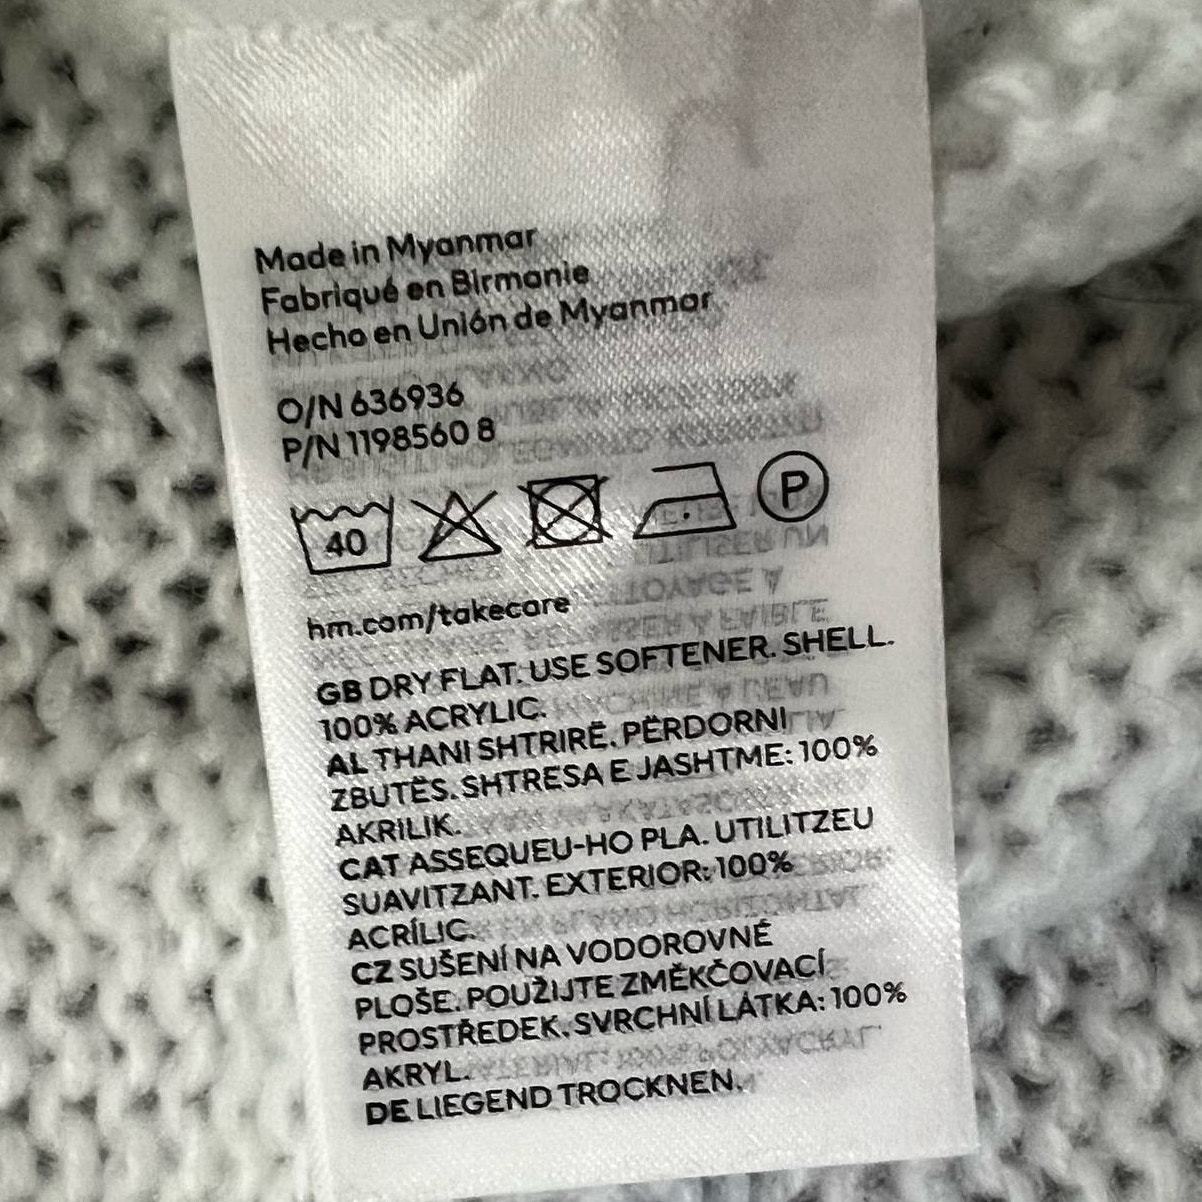 Made in Myanmar
Fabriqué en Birmanie
Hecho en Unión de Myanmar
O/N 636936
P/N 1198560 8
40 P
hm.com/takecare
GB DRY FLAT. USE SOFTENER. SHELL.
100% ACRYLIC.
AL THANI SHTRIRË. PËRDORNI
ZBUTËS. SHTRESA E JASHTME: 100%
AKRILIK.
CAT ASSEQUEU-HO PLA. UTILITZEU
SUAVITZANT. EXTERIOR: 100%
ACRÍLIC.
CZ SUŠENÍ NA VODOROVNÉ
PLOŠE. POUŽIJTE ZMĚKČOVACÍ
PROSTŘEDEK. SVRCHNÍ LÁTKA: 100%
AKRYL.
DE LIEGEND TROCKNEN.